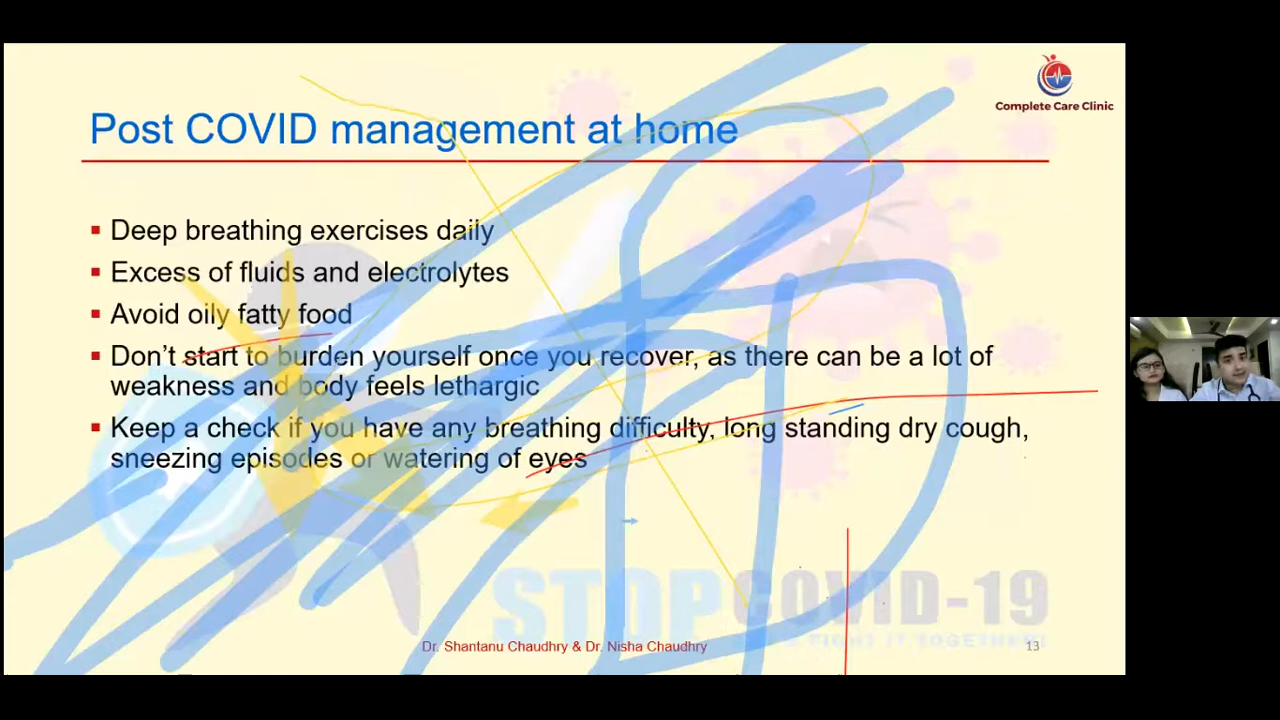 Complete Care Clinic
Post COVID management at home
Deep breathing exercises daily
Excess of fluids and electrolytes
Avoid oily fatty food
Don’t start to burden yourself once you recover, as there can be a lot of
weakness and body feels lethargic
Keep a check if you have any breathing difficulty, long standing dry cough,
sneezing episodes or watering of eyes
STOP COVID-19
Dr. Shantanu Chaudhry & Dr. Nisha Chaudhry
13